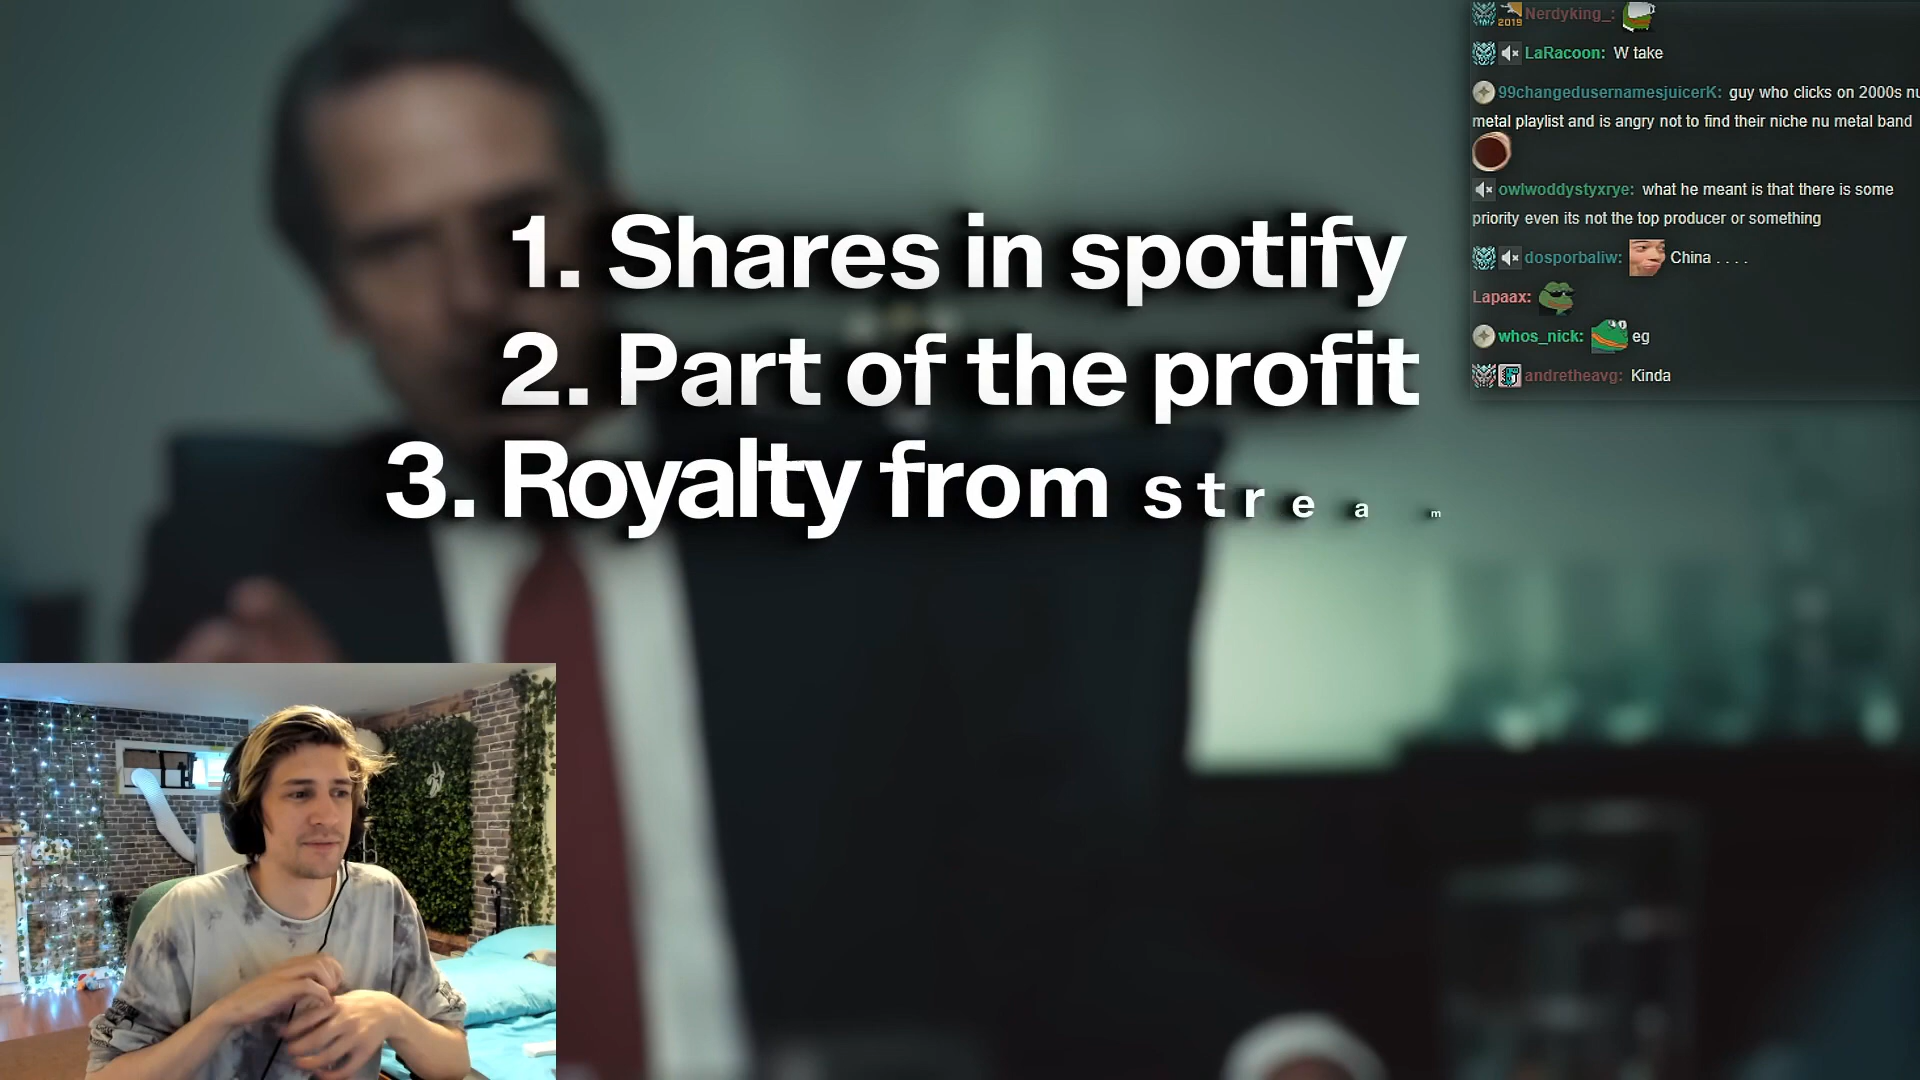 1. Shares in spotify
2. Part of the profit
3. Royalty from stream
2019 Nerdyking_:
LaRacoon: W take
99changedusernamesjuicerK: guy who clicks on 2000s nu
metal playlist and is angry not to find their niche nu metal band
owlwoddystyxrye: what he meant is that there is some
priority even its not the top producer or something
dosporbaliw: China . . . .
Lapaax:
whos_nick: eg
andretheavg: Kinda